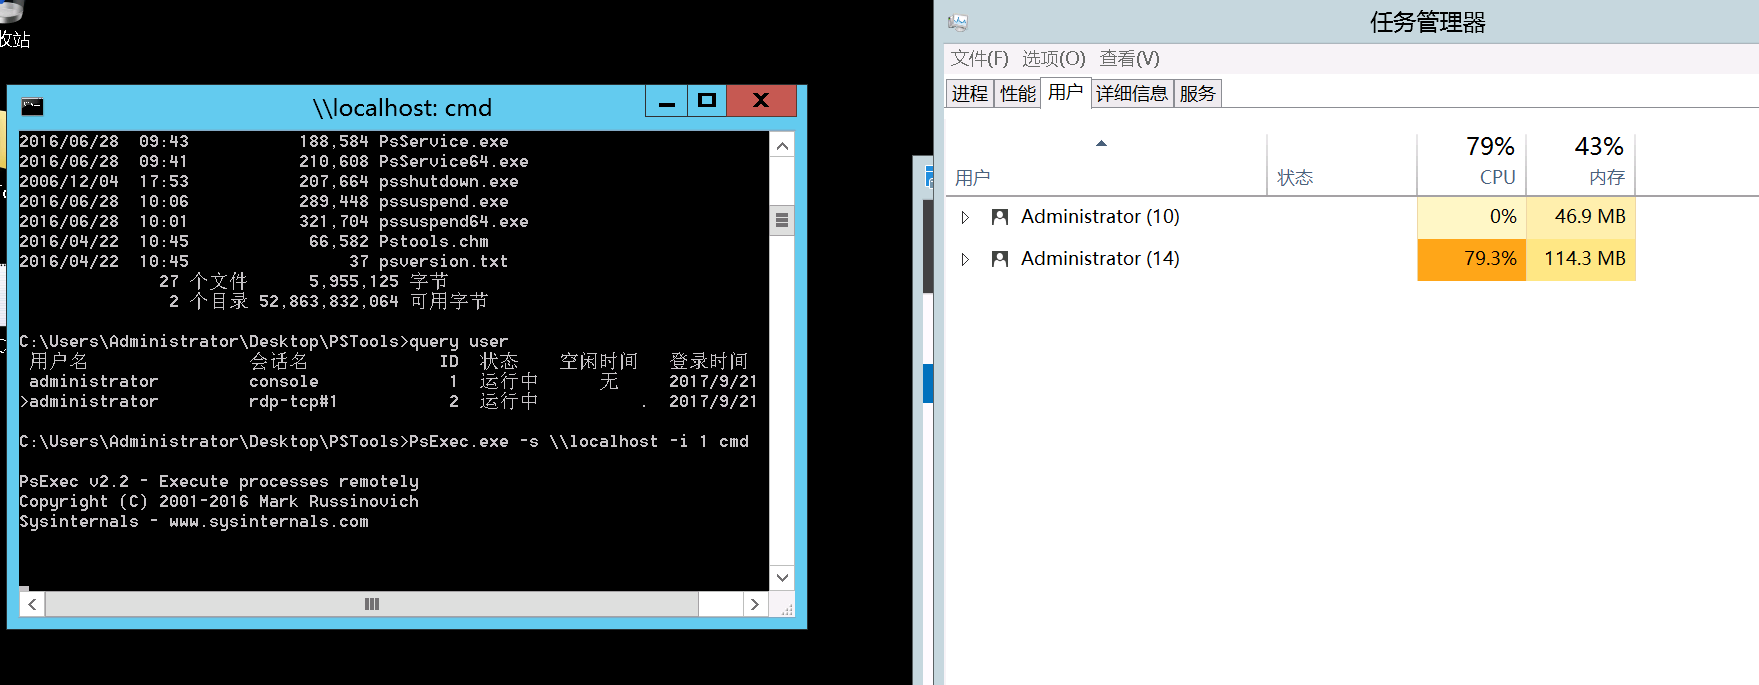 收站
\\localhost: cmd
2016/06/28  09:43           188,584 PsService.exe
2016/06/28  09:41           210,608 PsService64.exe
2006/12/04  17:53           207,664 psshutdown.exe
2016/06/28  10:06           289,448 pssuspend.exe
2016/06/28  10:01           321,704 pssuspend64.exe
2016/04/22  10:45            66,582 Pstools.chm
2016/04/22  10:45                37 psversion.txt
27 个文件      5,955,125 字节
2 个目录 52,863,832,064 可用字节
C:\Users\Administrator\Desktop\PSTools>query user
用户名                会话名             ID  状态    空闲时间   登录时间
administrator         console             1  运行中      无     2017/9/21
>administrator         rdp-tcp#1           2  运行中          .  2017/9/21
C:\Users\Administrator\Desktop\PSTools>PsExec.exe -s \\localhost -i 1 cmd
PsExec v2.2 - Execute processes remotely
Copyright (C) 2001-2016 Mark Russinovich
Sysinternals - www.sysinternals.com
任务管理器
文件(F) 选项(O) 查看(V)
进程 性能 用户 详细信息 服务
79% 43%
用户 状态 CPU 内存
Administrator (10) 0% 46.9 MB
Administrator (14) 79.3% 114.3 MB